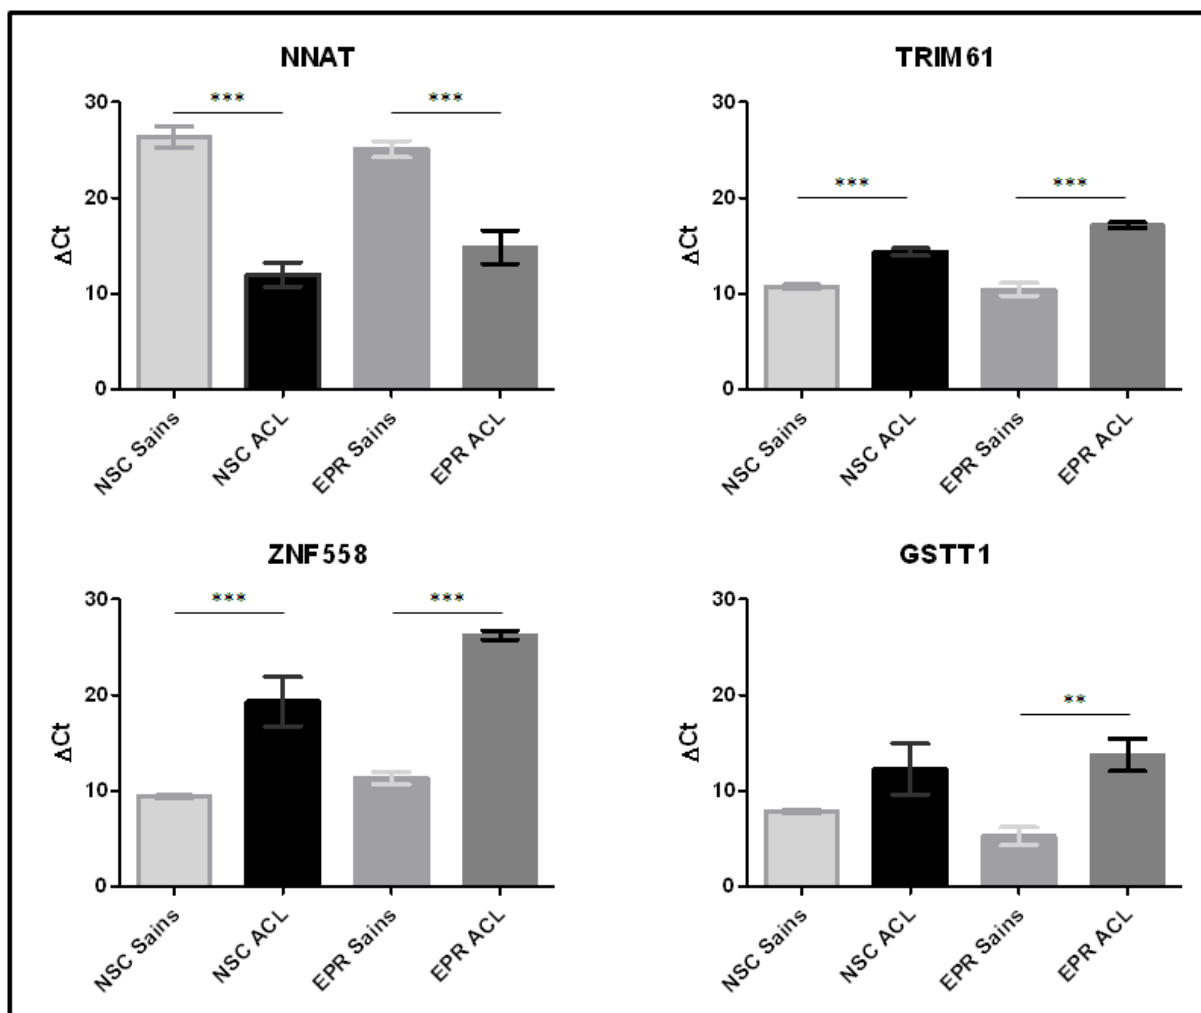 NNAT
30
20
10
0
ΔCt
***
***
NSC Sains
NSC ACL
EPR Sains
EPR ACL
TRIM61
30
20
10
0
ΔCt
***
***
NSC Sains
NSC ACL
EPR Sains
EPR ACL
ZNF558
30
20
10
0
ΔCt
***
***
NSC Sains
NSC ACL
EPR Sains
EPR ACL
GSTT1
30
20
10
0
ΔCt
**
NSC Sains
NSC ACL
EPR Sains
EPR ACL